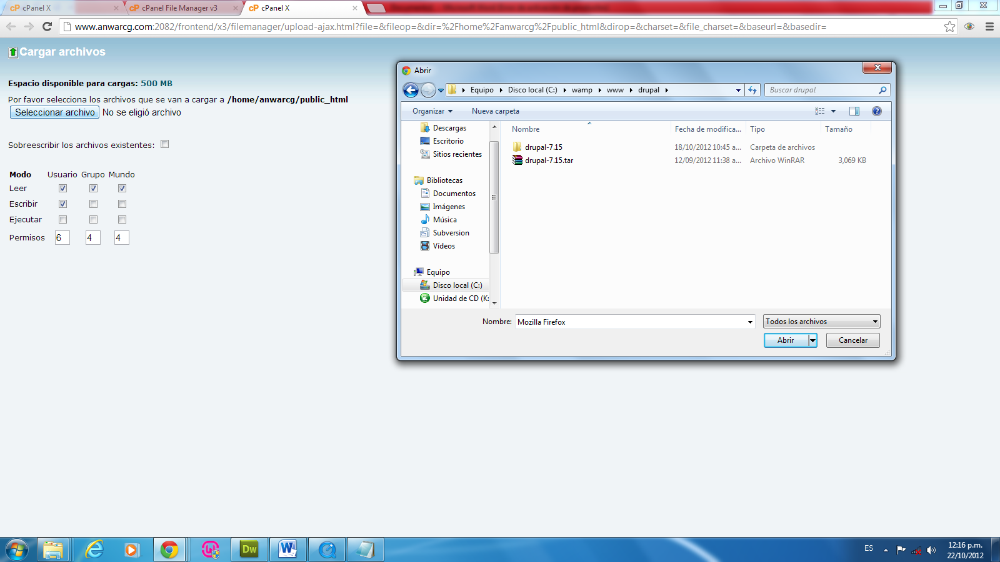 cPanel X
cPanel File Manager v3
cPanel X
www.anwarcg.com:2082/frontend/x3/filemanager/upload-ajax.html?file=&fileop=&dir=%2Fhome%2Fanwarcg%2Fpublic_html&dirop=&charset=&file_charset=&baseurl=&basedir=
Cargar archivos
Espacio disponible para cargas: 500 MB
Por favor selecciona los archivos que se van a cargar a /home/anwarcg/public_html
Seleccionar archivo No se eligió archivo
Sobreescribir los archivos existentes:
Modo Usuario Grupo Mundo
Leer
Escribir
Ejecutar
Permisos 6 4 4
Abrir
Equipo Disco local (C:) wamp www drupal
Buscar drupal
Organizar Nueva carpeta
Descargas
Escritorio
Sitios recientes
Bibliotecas
Documentos
Imágenes
Música
Subversion
Vídeos
Equipo
Disco local (C:)
Unidad de CD (K:
Nombre Fecha de modifica... Tipo Tamaño
drupal-7.15 18/10/2012 10:45 a... Carpeta de archivos
drupal-7.15.tar 12/09/2012 11:38 a... Archivo WinRAR 3,069 KB
Nombre: Mozilla Firefox Todos los archivos
Abrir Cancelar
Dw
W
ES
12:16 p.m.
22/10/2012